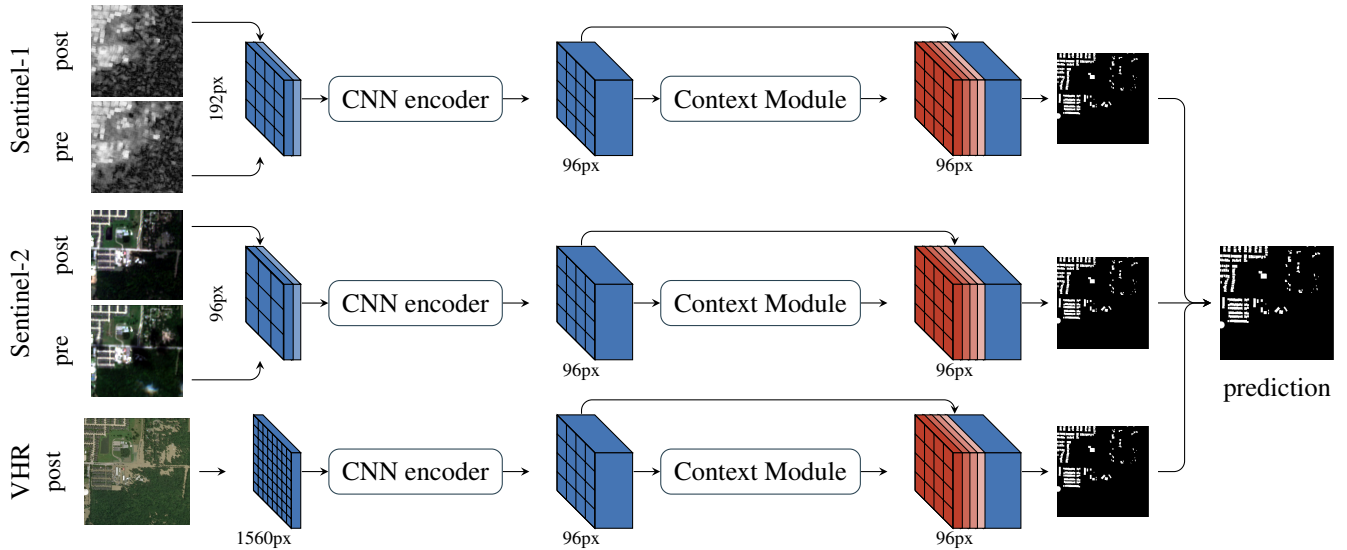 Sentinel-1
post
pre
192px
CNN encoder
96px
Context Module
96px
Sentinel-2
post
pre
96px
CNN encoder
96px
Context Module
96px
prediction
VHR
post
1560px
CNN encoder
96px
Context Module
96px